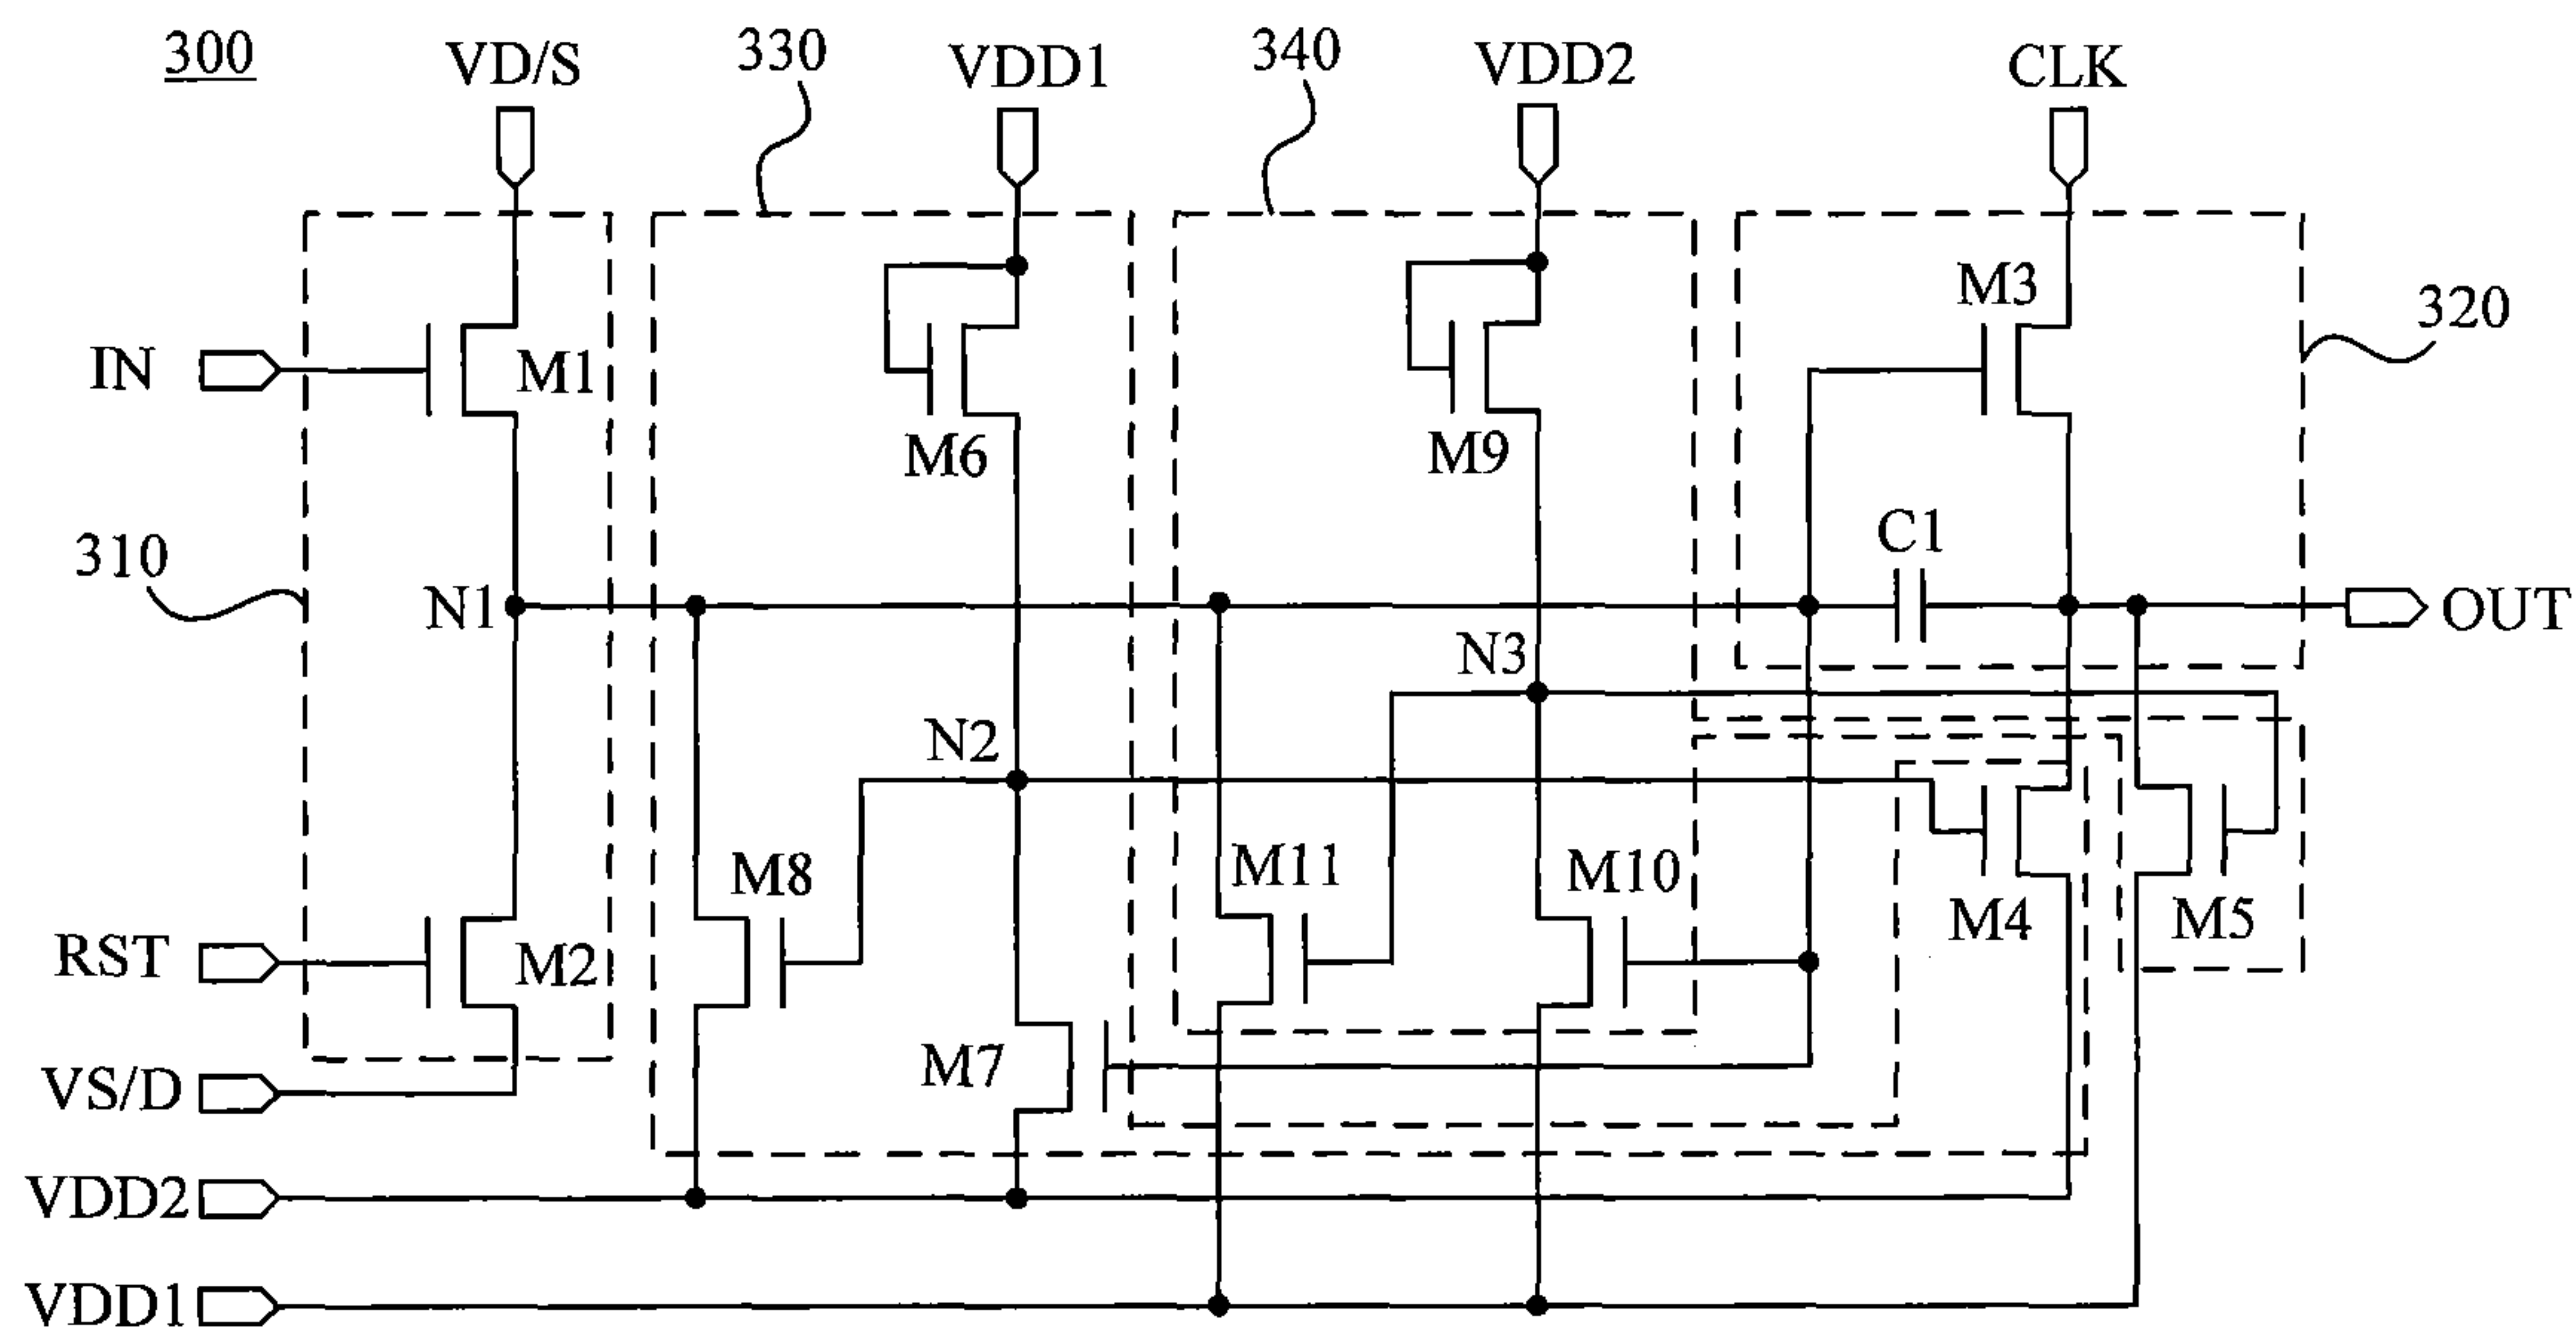 300
VD/S
330
VDD1
340
VDD2
CLK
M3
320
IN
M1
M6
M9
310
C1
N1
OUT
N3
N2
M8
M11
M10
M4
M5
RST
M2
M7
VS/D
VDD2
VDD1